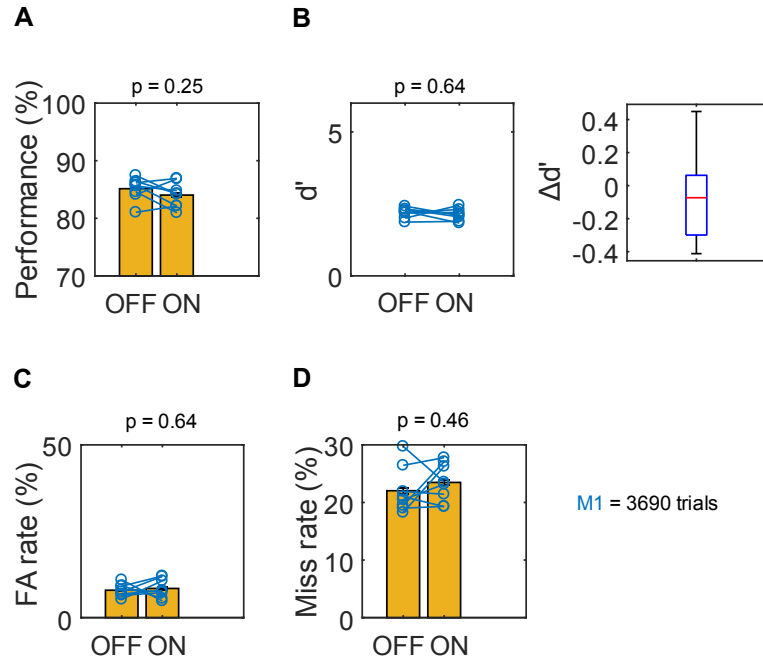 A
p = 0.25
Performance (%)
100
90
80
70
OFF ON
B
p = 0.64
d'
5
0
OFF ON
Δd'
0.4
0.2
0
-0.2
-0.4
C
p = 0.64
FA rate (%)
50
0
OFF ON
D
p = 0.46
Miss rate (%)
30
20
10
0
OFF ON
M1 = 3690 trials